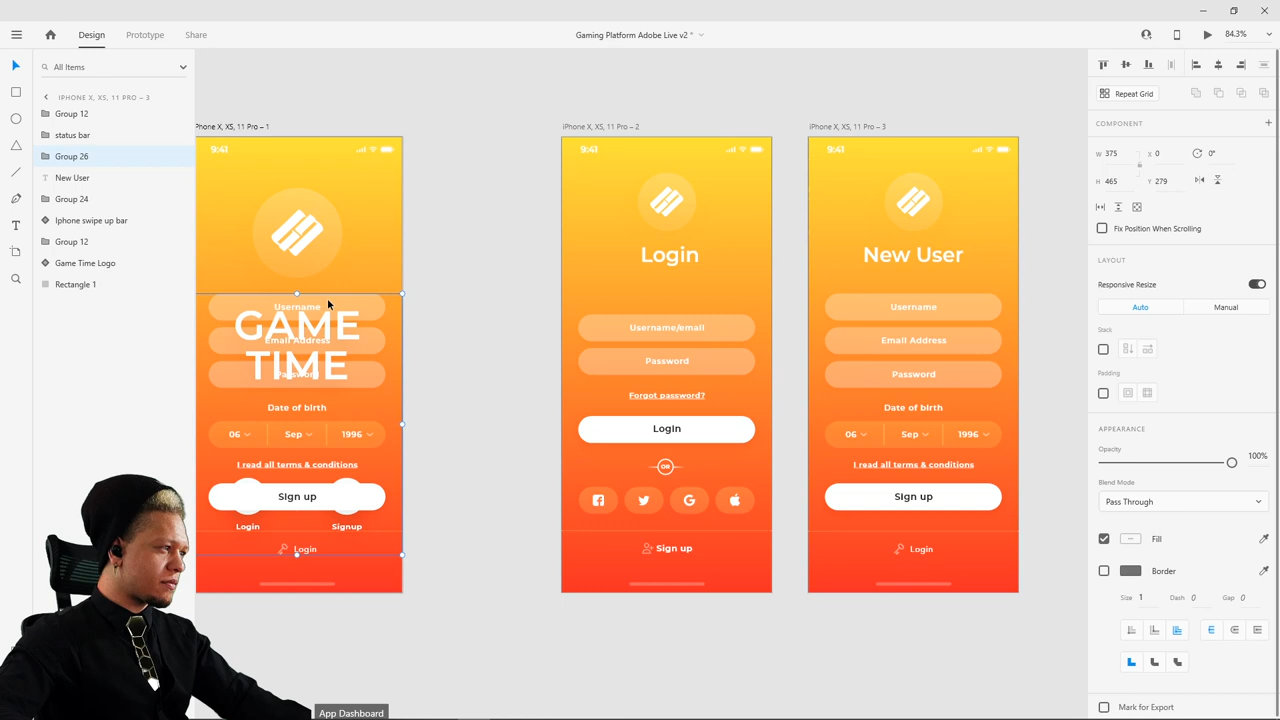 Design
Prototype
Share
Gaming Platform Adobe Live v2 *
84.3%
All Items
IPHONE X, XS, 11 PRO – 3
Group 12
status bar
Group 26
New User
Group 24
Iphone swipe up bar
Group 12
Game Time Logo
Rectangle 1
Phone X, XS, 11 Pro – 1
9:41
Username
GAME
Email Address
TIME
Password
Date of birth
06
Sep
1996
I read all terms & conditions
Sign up
Login
Signup
Login
iPhone X, XS, 11 Pro – 2
9:41
Login
Username/email
Password
Forgot password?
Login
OR
Sign up
iPhone X, XS, 11 Pro – 3
9:41
New User
Username
Email Address
Password
Date of birth
06
Sep
1996
I read all terms & conditions
Sign up
Login
Repeat Grid
COMPONENT
W 375
X 0
0°
H 465
Y 279
Fix Position When Scrolling
LAYOUT
Responsive Resize
Auto
Manual
Stack
Padding
APPEARANCE
Opacity
100%
Blend Mode
Pass Through
Fill
Border
Size 1
Dash 0
Gap 0
Mark for Export
App Dashboard